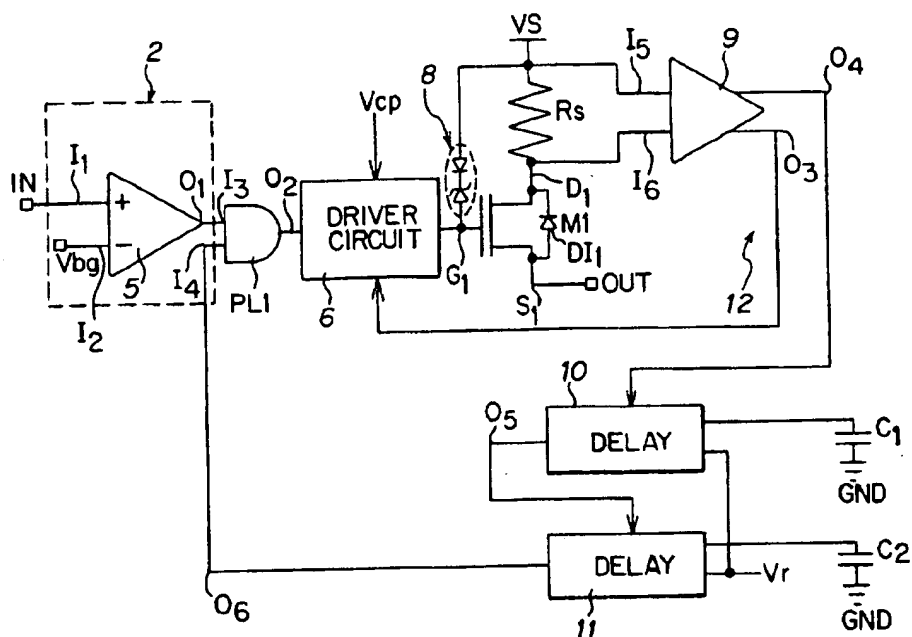 VS
2
I5
9
O4
8
Vcp
Rs
I1
IN
O1
I3
O2
I6
O3
D1
+
DRIVER
CIRCUIT
M1
−
DI1
Vbg
5
I4
G1
PL1
6
S1
OUT
12
I2
10
O5
DELAY
C1
GND
DELAY
C2
Vr
O6
11
GND